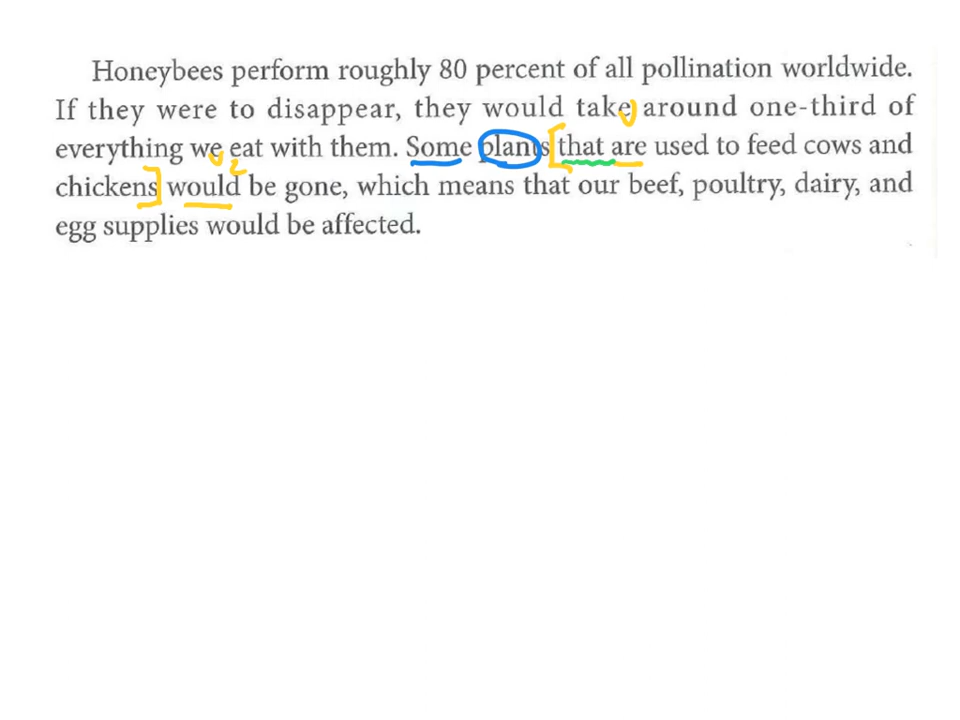 Honeybees perform roughly 80 percent of all pollination worldwide.
If they were to disappear, they would take around one-third of
everything we eat with them. Some plants that are used to feed cows and
chickens would be gone, which means that our beef, poultry, dairy, and
egg supplies would be affected.